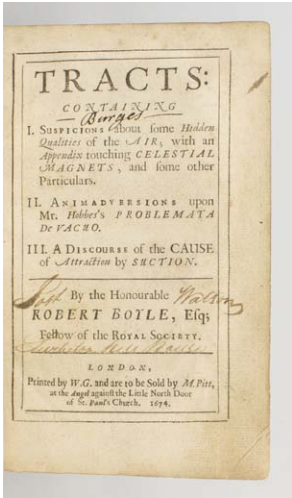 TRACTS:
CONTAINING
Burges
I. SUSPICIONS about some Hidden
Qualities of the AIR; with an
Appendix touching CELESTIAL
MAGNETS, and some other
Particulars.
II. ANIMADVERSIONS upon
Mr. Hobbes's PROBLEMATA
De VACUO.
III. A DISCOURSE of the CAUSE
of Attraction by SUCTION.
By the Honourable Watson
ROBERT BOYLE, Esq;
Fellow of the ROYAL SOCIETY.
LONDON,
Printed by W.G. and are to be Sold by M. Pitt,
at the Angel against the Little North Door
of St. Paul's Church. 1674.